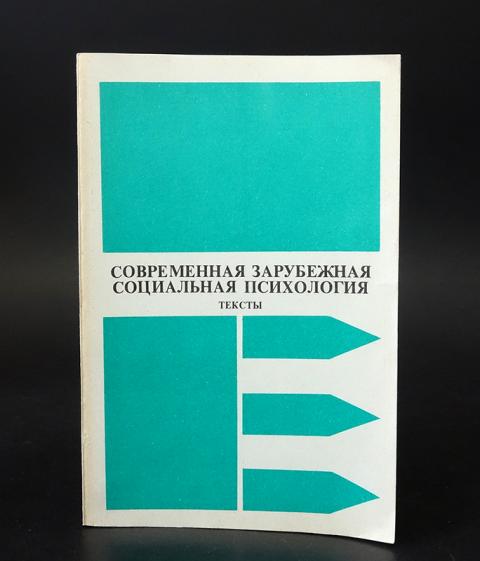 СОВРЕМЕННАЯ ЗАРУБЕЖНАЯ
СОЦИАЛЬНАЯ ПСИХОЛОГИЯ
ТЕКСТЫ